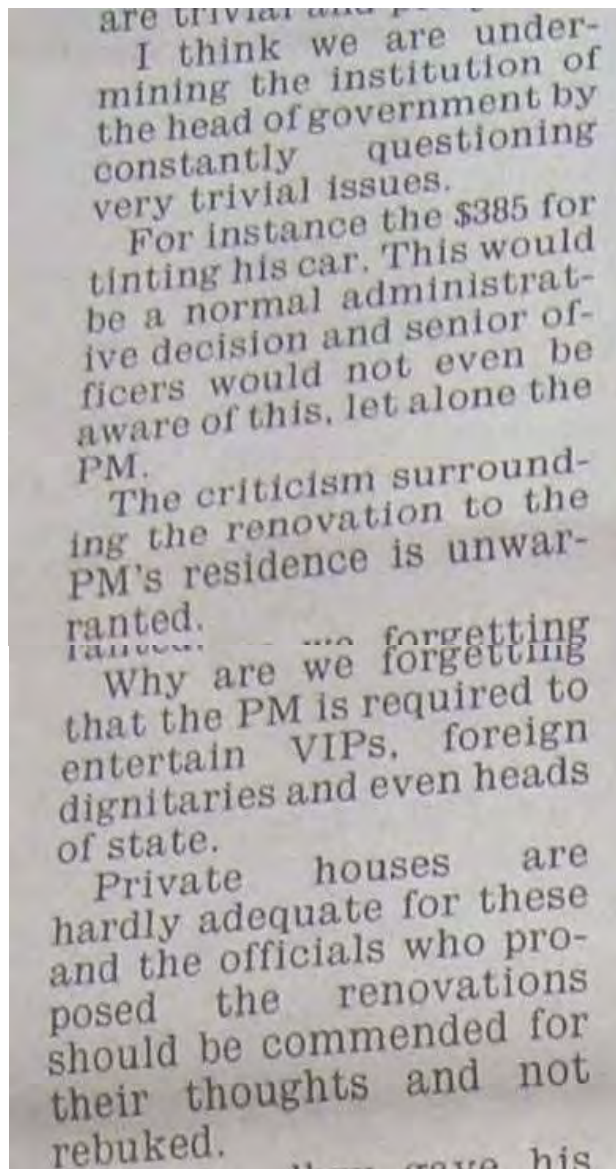 are trivial and
I think we are under-
mining the institution of
the head of government by
constantly questioning
very trivial issues.
For instance the $385 for
tinting his car. This would
be a normal administrat-
ive decision and senior of-
ficers would not even be
aware of this, let alone the
PM.
The criticism surround-
ing the renovation to the
PM's residence is unwar-
ranted.
Why are we forgetting
that the PM is required to
entertain VIPs, foreign
dignitaries and even heads
of state.
Private houses are
hardly adequate for these
and the officials who pro-
posed the renovations
should be commended for
their thoughts and not
rebuked.
gave his